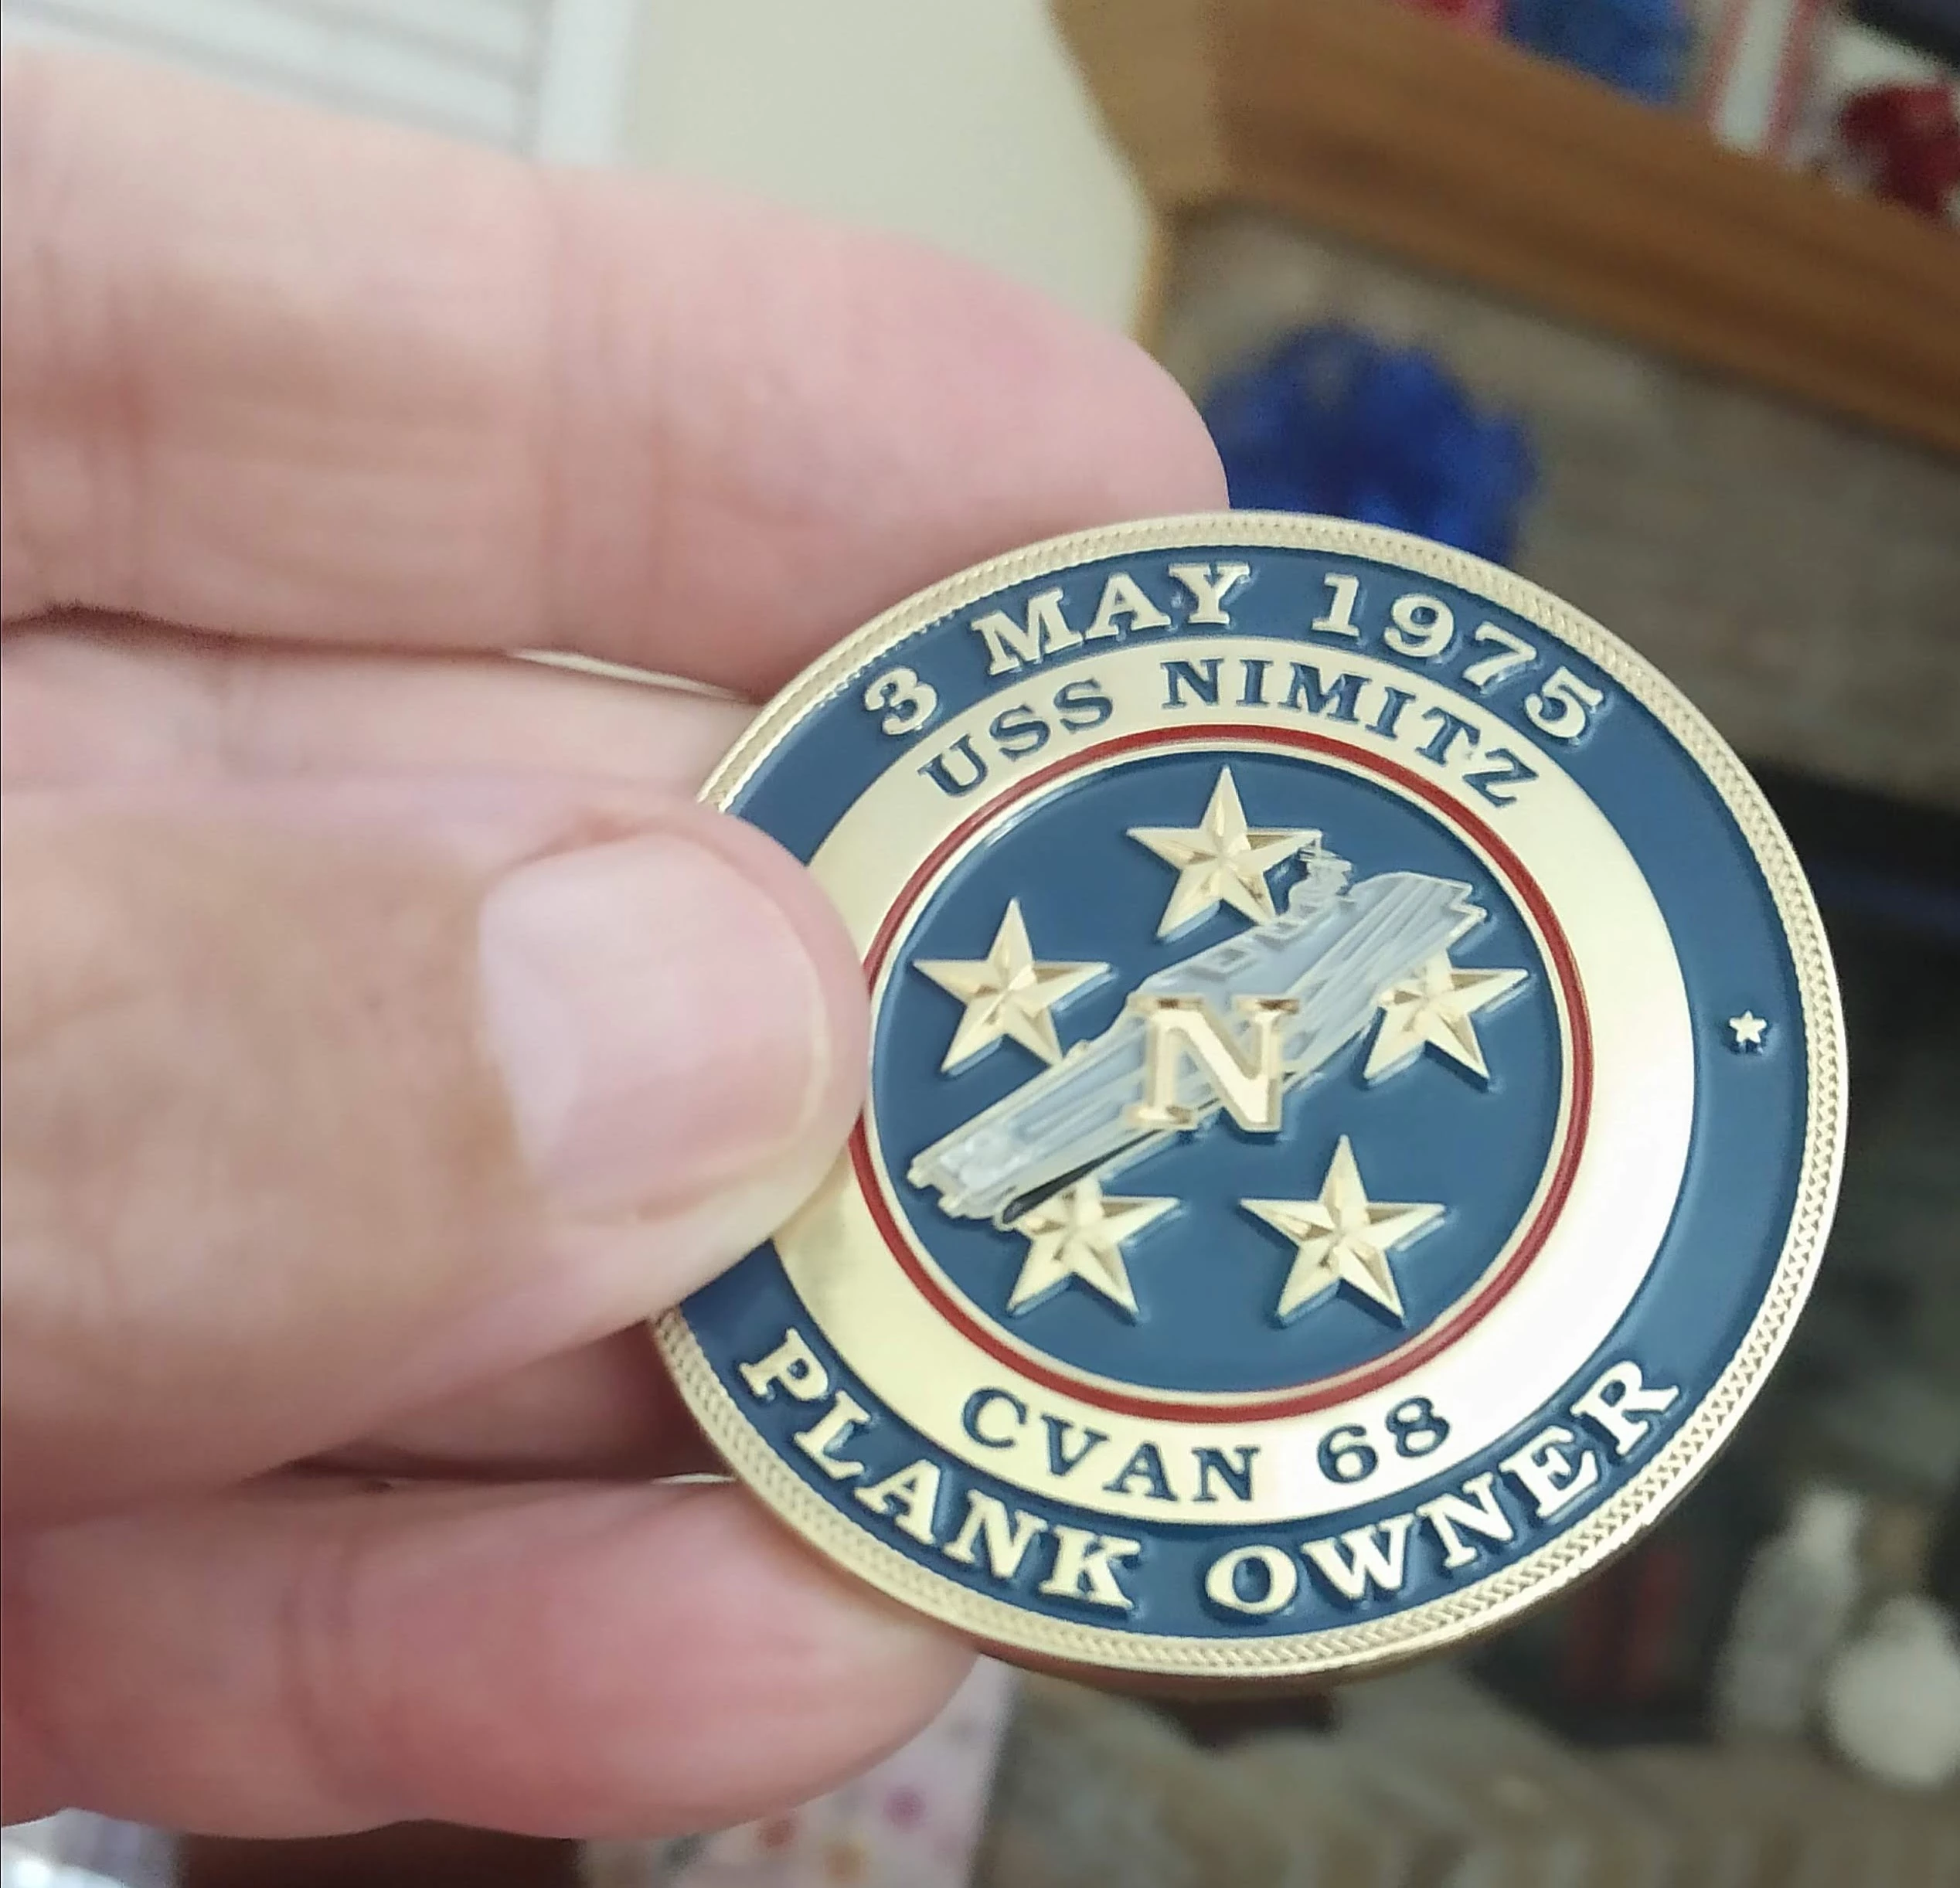 3 MAY 1975
USS NIMITZ
N
CVAN 68
PLANK OWNER